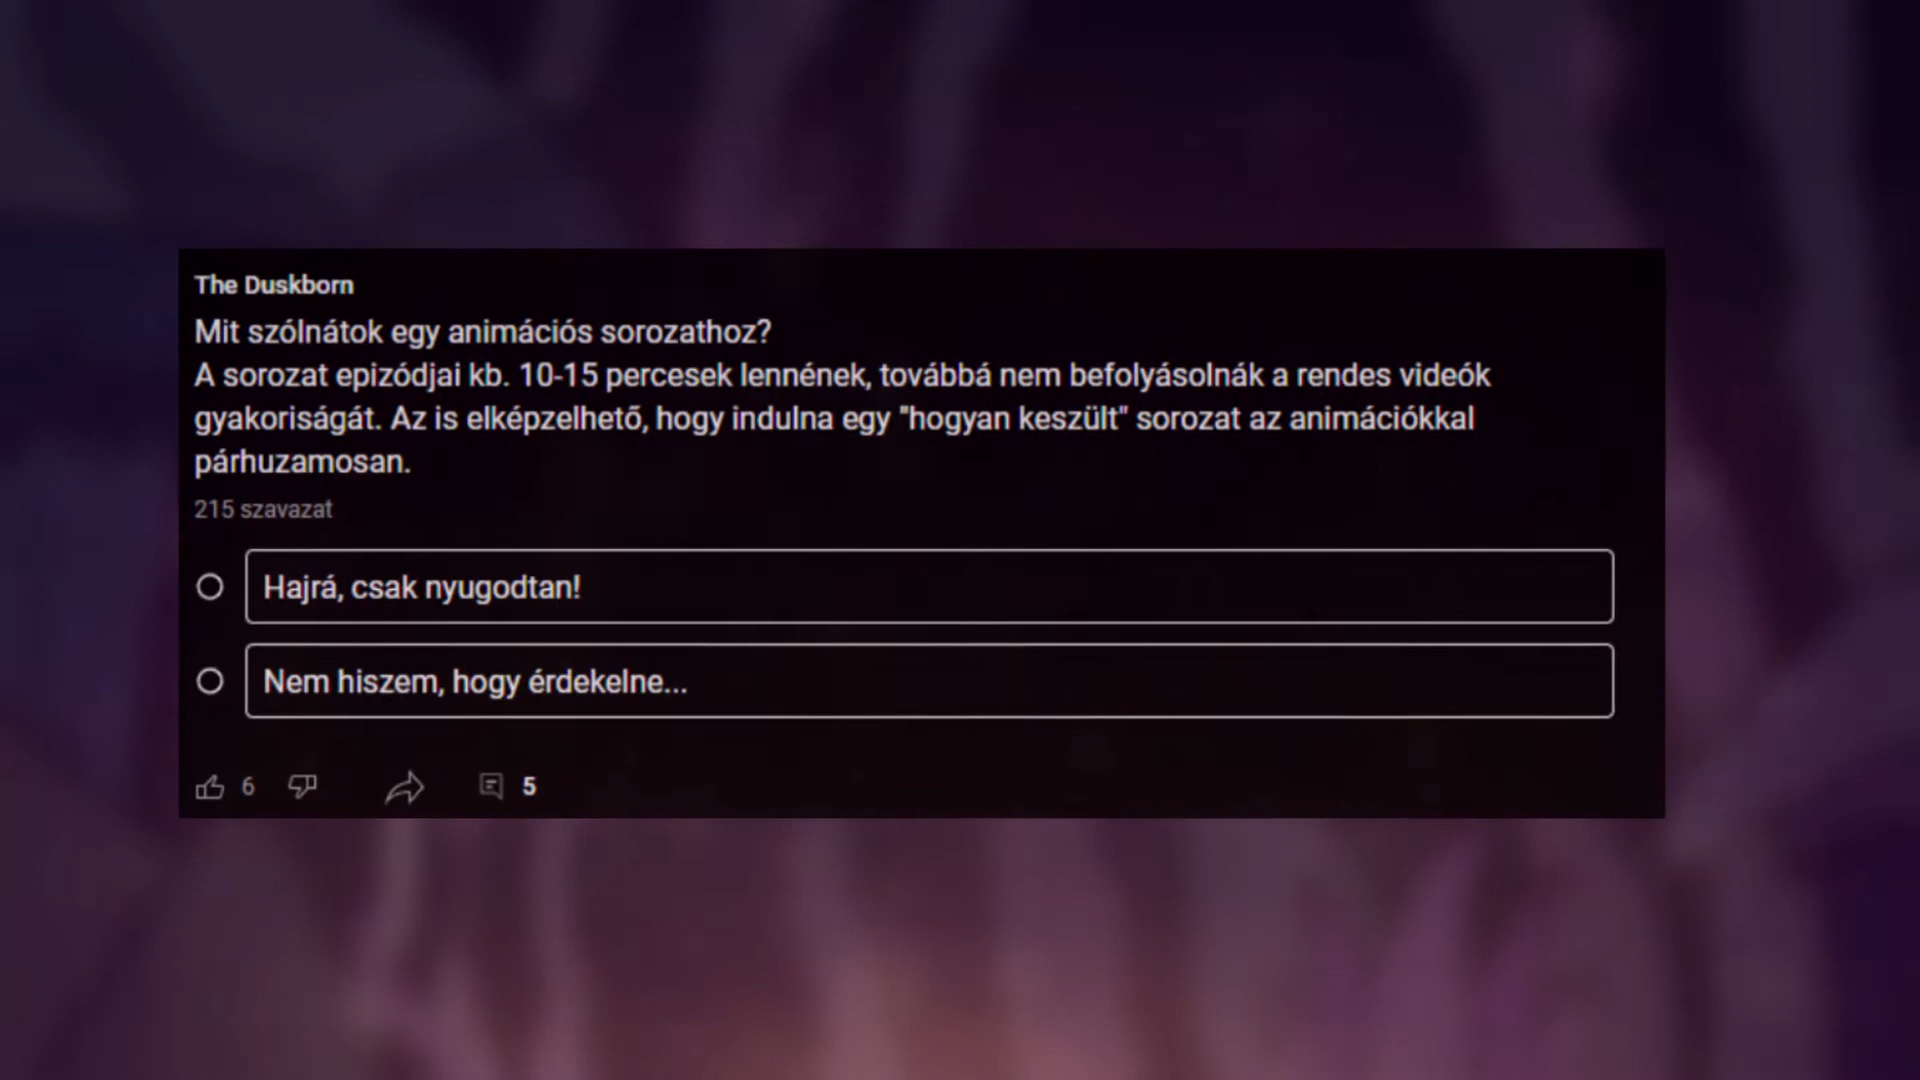 The Duskborn
Mit szólnátok egy animációs sorozathoz?
A sorozat epizódjai kb. 10-15 percesek lennének, továbbá nem befolyásolnák a rendes videók
gyakoriságát. Az is elképzelhető, hogy indulna egy "hogyan keszült" sorozat az animációkkal
párhuzamosan.
215 szavazat
Hajrá, csak nyugodtan!
Nem hiszem, hogy érdekelne...
6 5